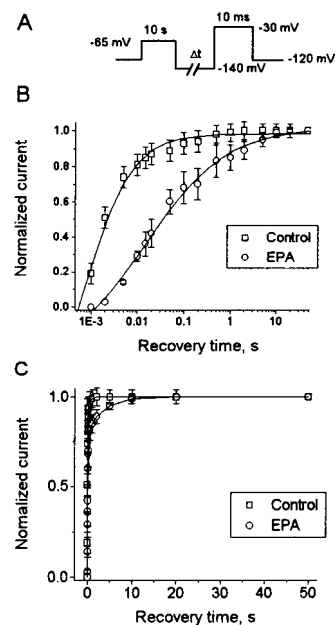 A
10 s
10 ms
-30 mV
-65 mV
Δt
-120 mV
-140 mV
B
Normalized current
1.0
0.8
0.6
0.4
0.2
0.0
Control
EPA
1E-3
0.01
0.1
1
10
Recovery time, s
C
Normalized current
1.0
0.5
0.0
Control
EPA
0
10
20
30
40
50
Recovery time, s